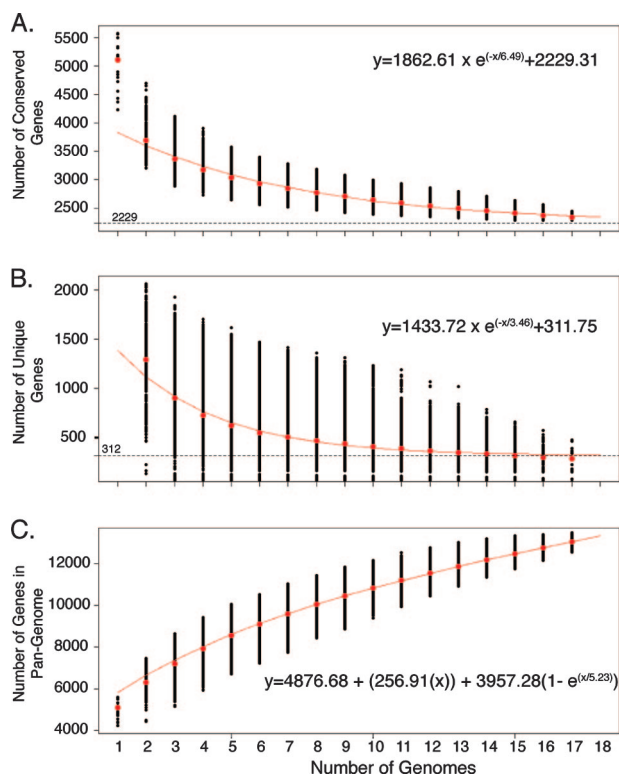 A.
Number of Conserved
Genes
5500
5000
4500
4000
3500
3000
2500
2229
y=1862.61 x e(-x/6.49)+2229.31
B.
Number of Unique
Genes
2000
1500
1000
500
312
y=1433.72 x e(-x/3.46)+311.75
C.
Number of Genes in
Pan-Genome
12000
10000
8000
6000
4000
y=4876.68 + (256.91(x)) + 3957.28(1- e(x/5.23))
1 2 3 4 5 6 7 8 9 10 11 12 13 14 15 16 17 18
Number of Genomes